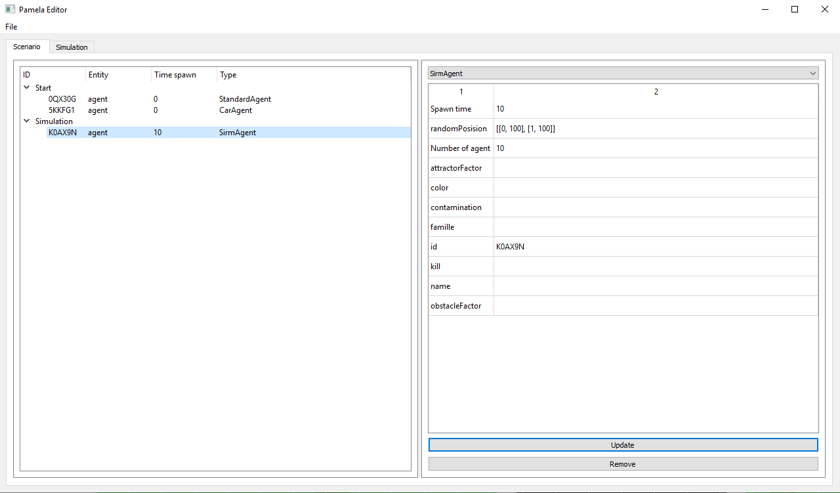 Pamela Editor
File
Scenario Simulation
ID Entity Time spawn Type
Start
0QX30G agent 0 StandardAgent
5KKFG1 agent 0 CarAgent
Simulation
K0AX9N agent 10 SirmAgent
SirmAgent
1 2
Spawn time 10
randomPosision [[0, 100], [1, 100]]
Number of agent 10
attractorFactor
color
contamination
famille
id K0AX9N
kill
name
obstacleFactor
Update
Remove